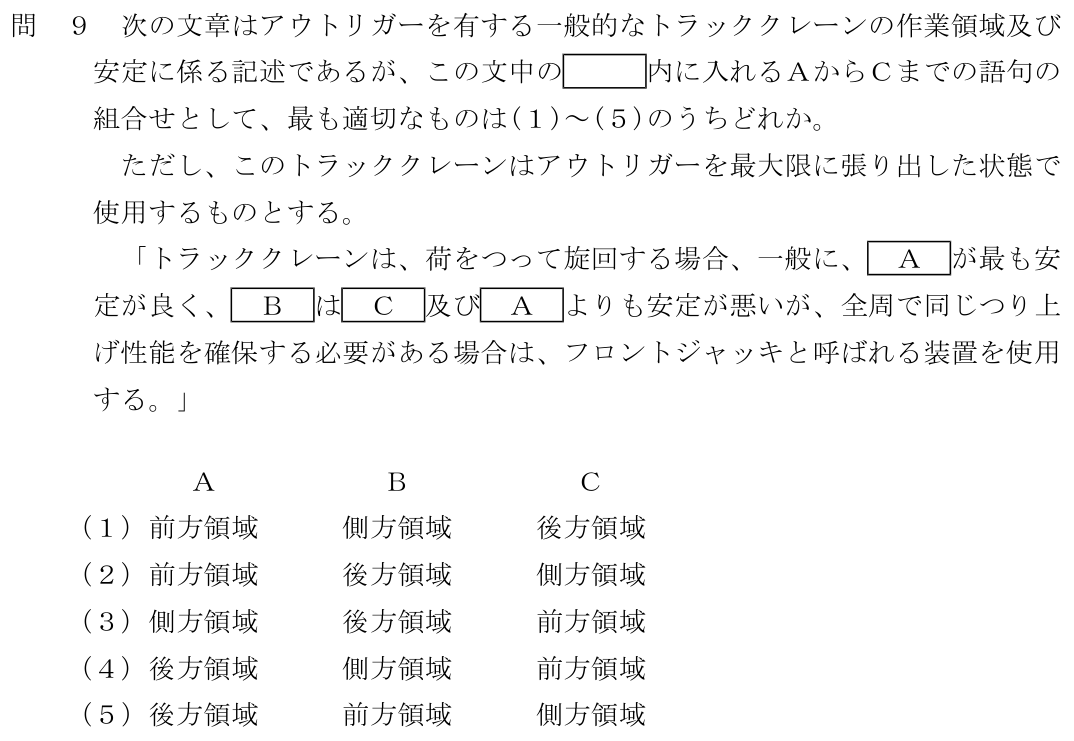 問　９　次の文章はアウトリガーを有する一般的なトラッククレーンの作業領域及び
安定に係る記述であるが、この文中の　　　内に入れるＡからＣまでの語句の
組合せとして、最も適切なものは(１)～(５)のうちどれか。
ただし、このトラッククレーンはアウトリガーを最大限に張り出した状態で
使用するものとする。
「トラッククレーンは、荷をつって旋回する場合、一般に、　Ａ　が最も安
定が良く、　Ｂ　は　Ｃ　及び　Ａ　よりも安定が悪いが、全周で同じつり上
げ性能を確保する必要がある場合は、フロントジャッキと呼ばれる装置を使用
する。」
Ａ　Ｂ　Ｃ
(１)前方領域　側方領域　後方領域
(２)前方領域　後方領域　側方領域
(３)側方領域　後方領域　前方領域
(４)後方領域　側方領域　前方領域
(５)後方領域　前方領域　側方領域